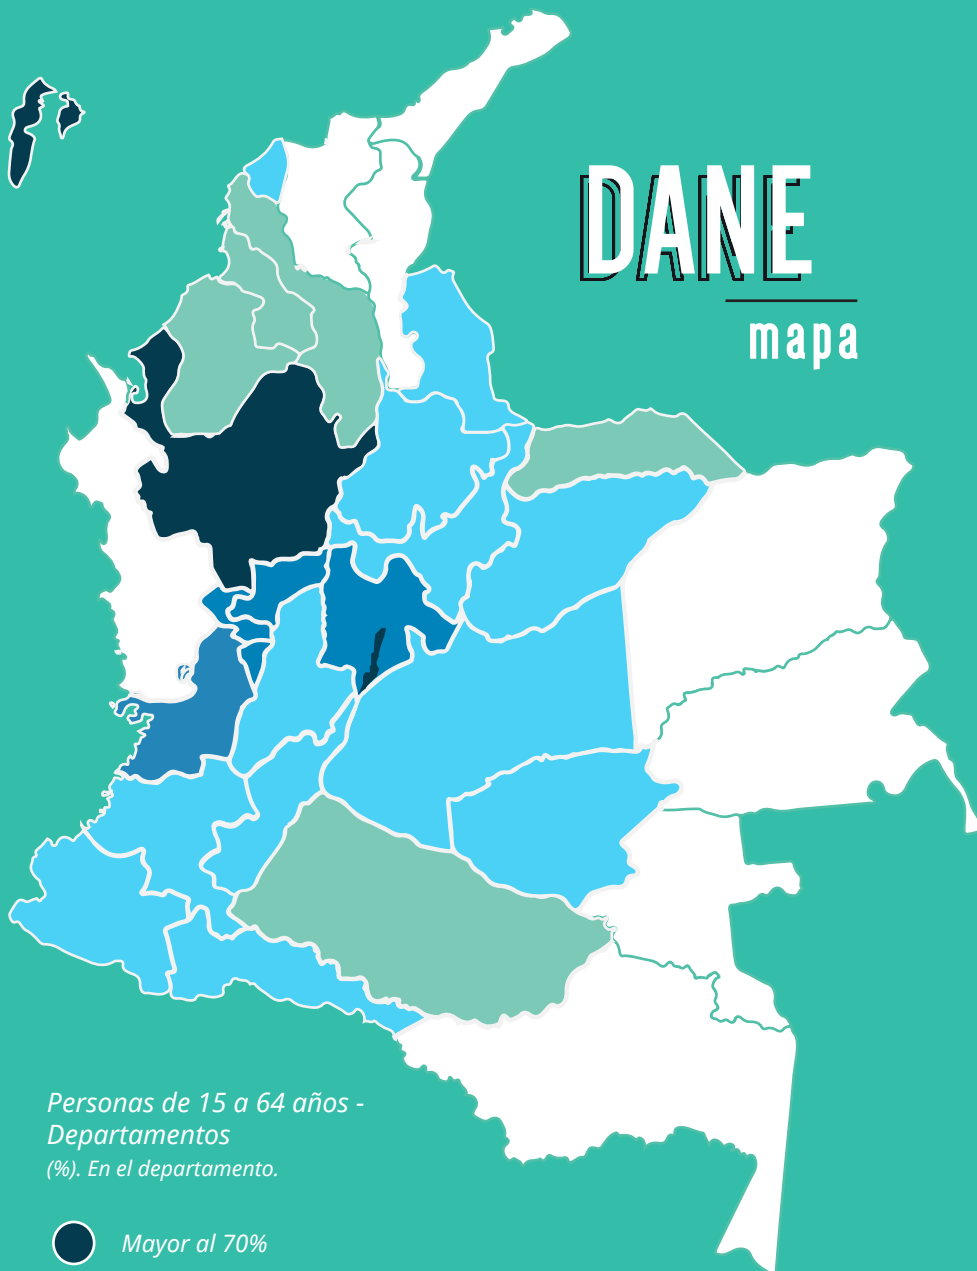 DANE
mapa
Personas de 15 a 64 años -
Departamentos
(%). En el departamento.
Mayor al 70%